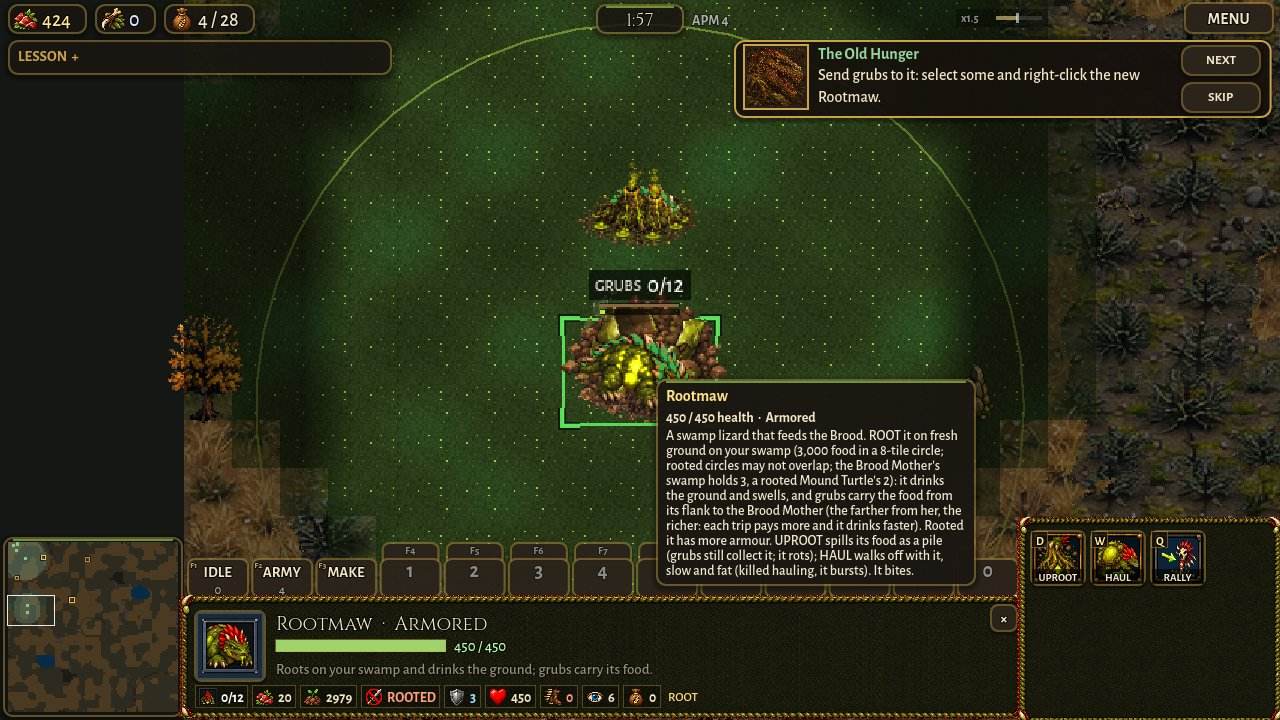 424
0
4 / 28
1:57
APM 4
x1.5
MENU
LESSON +
The Old Hunger
Send grubs to it: select some and right-click the new
Rootmaw.
NEXT
SKIP
GRUBS 0/12
Rootmaw
450 / 450 health · Armored
A swamp lizard that feeds the Brood. ROOT it on fresh
ground on your swamp (3,000 food in a 8-tile circle;
rooted circles may not overlap; the Brood Mother's
swamp holds 3, a rooted Mound Turtle's 2): it drinks
the ground and swells, and grubs carry the food from
its flank to the Brood Mother (the farther from her, the
richer: each trip pays more and it drinks faster). Rooted
it has more armour. UPROOT spills its food as a pile
(grubs still collect it; it rots); HAUL walks off with it,
slow and fat (killed hauling, it bursts). It bites.
F1 IDLE 0
F2 ARMY 4
F3 MAKE
F4 1
F5 2
F6 3
F7 4
0
D UPROOT
W HAUL
Q RALLY
ROOTMAW · ARMORED
450 / 450
Roots on your swamp and drinks the ground; grubs carry its food.
0/12
20
2979
ROOTED
3
450
0
6
0
ROOT
×